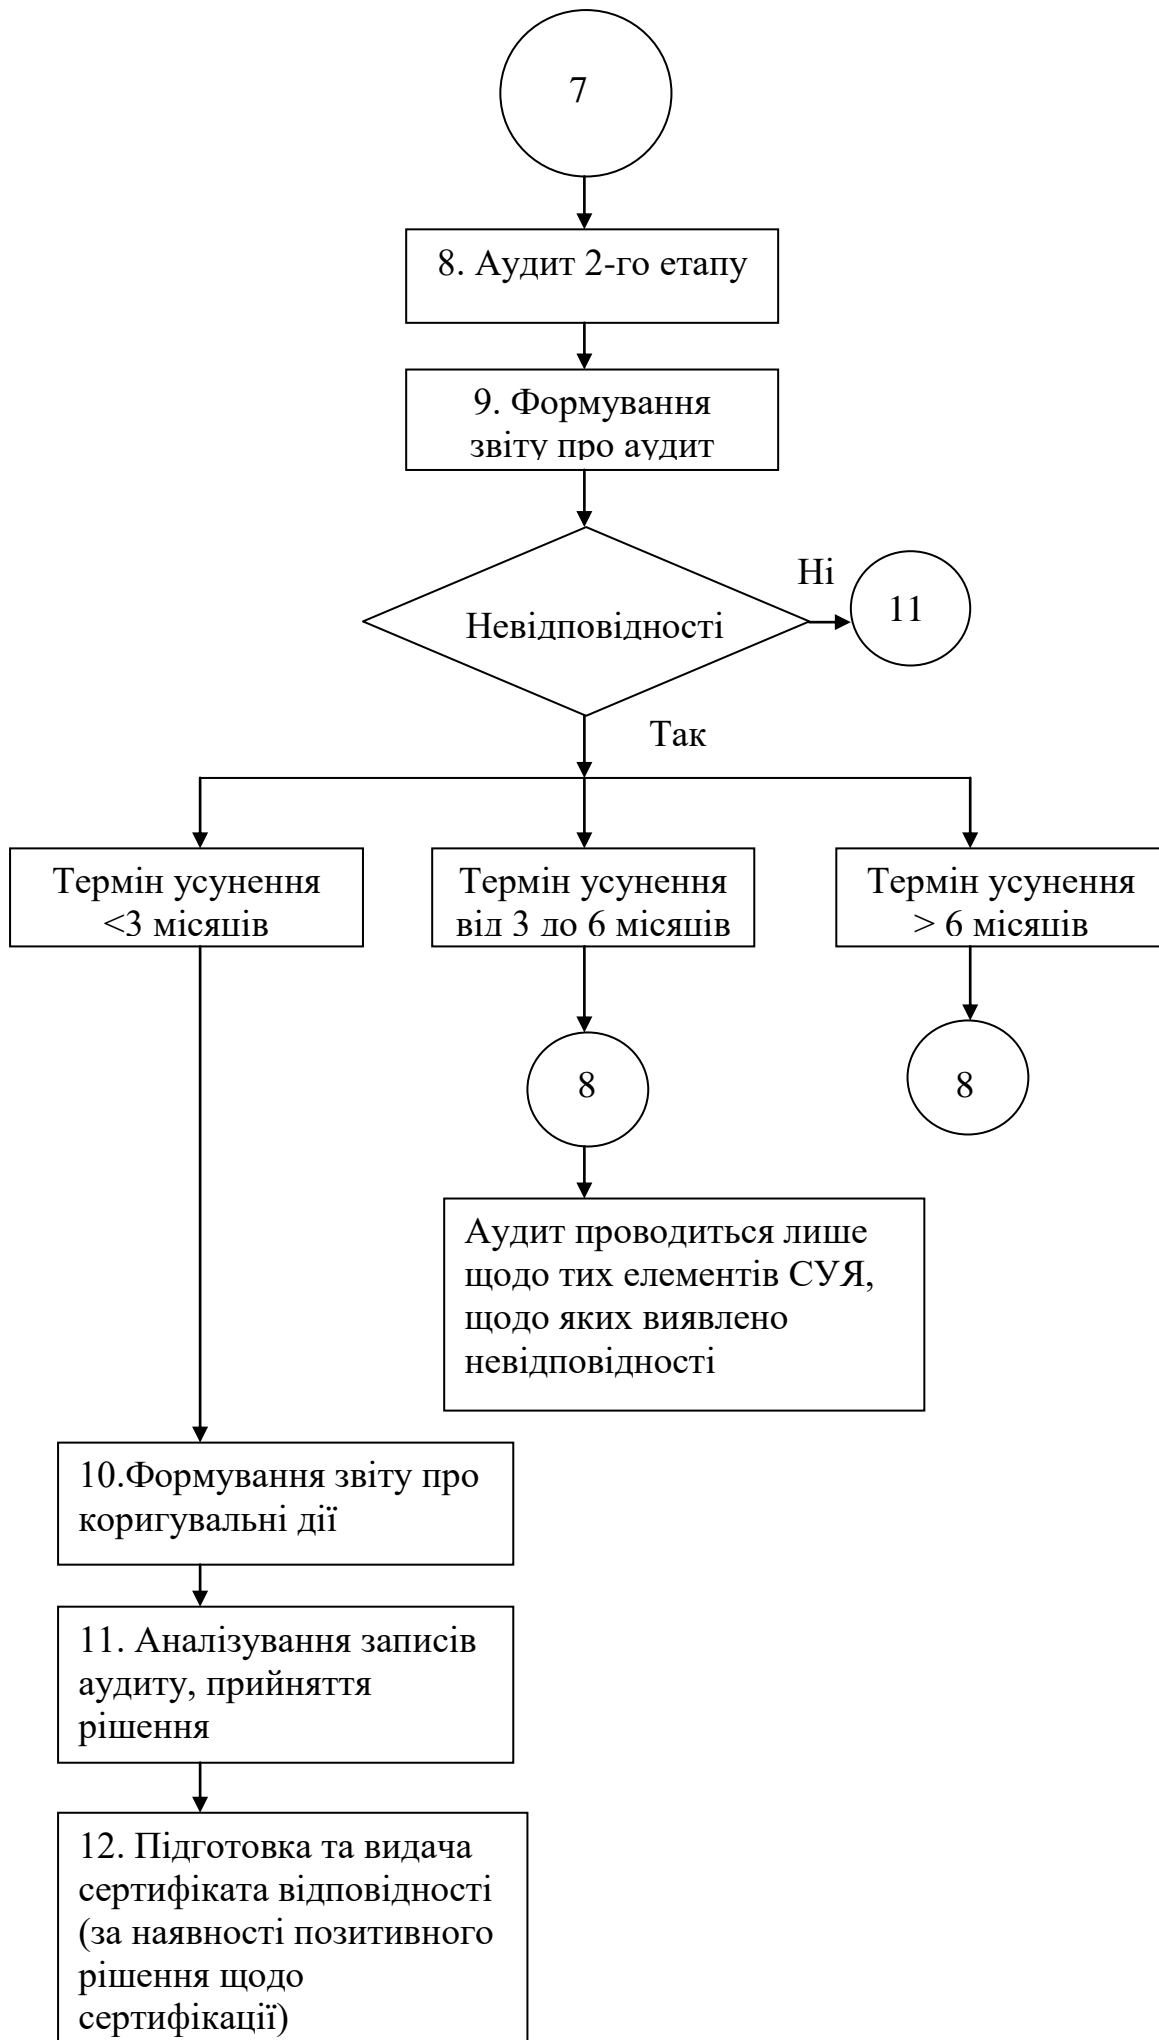 7
8. Аудит 2-го етапу
9. Формування
звіту про аудит
Ні
11
Невідповідності
Так
Термін усунення
<3 місяців
Термін усунення
від 3 до 6 місяців
Термін усунення
> 6 місяців
8
8
Аудит проводиться лише
щодо тих елементів СУЯ,
щодо яких виявлено
невідповідності
10.Формування звіту про
коригувальні дії
11. Аналізування записів
аудиту, прийняття
рішення
12. Підготовка та видача
сертифіката відповідності
(за наявності позитивного
рішення щодо
сертифікації)